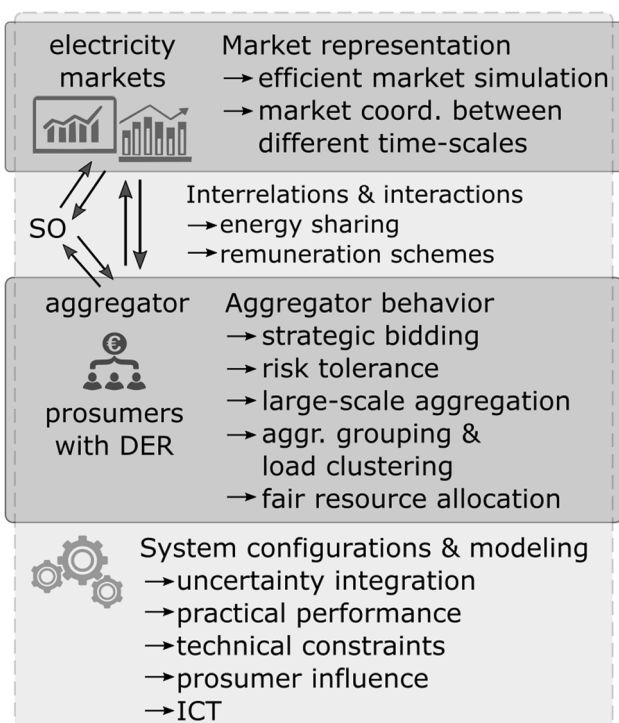 electricity
markets
Market representation
→ efficient market simulation
→ market coord. between
different time-scales
SO
Interrelations & interactions
→ energy sharing
→ remuneration schemes
aggregator
€
prosumers
with DER
Aggregator behavior
→ strategic bidding
→ risk tolerance
→ large-scale aggregation
→ aggr. grouping &
load clustering
→ fair resource allocation
System configurations & modeling
→ uncertainty integration
→ practical performance
→ technical constraints
→ prosumer influence
→ ICT